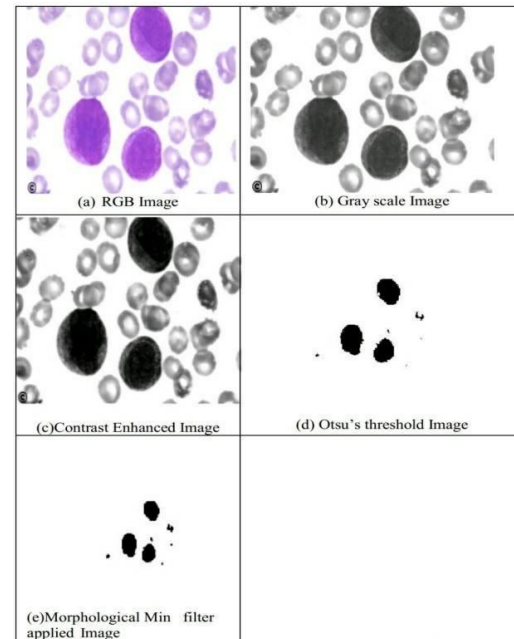 (a) RGB Image
(b) Gray scale Image
(c)Contrast Enhanced Image
(d) Otsu's threshold Image
(e)Morphological Min filter
applied Image